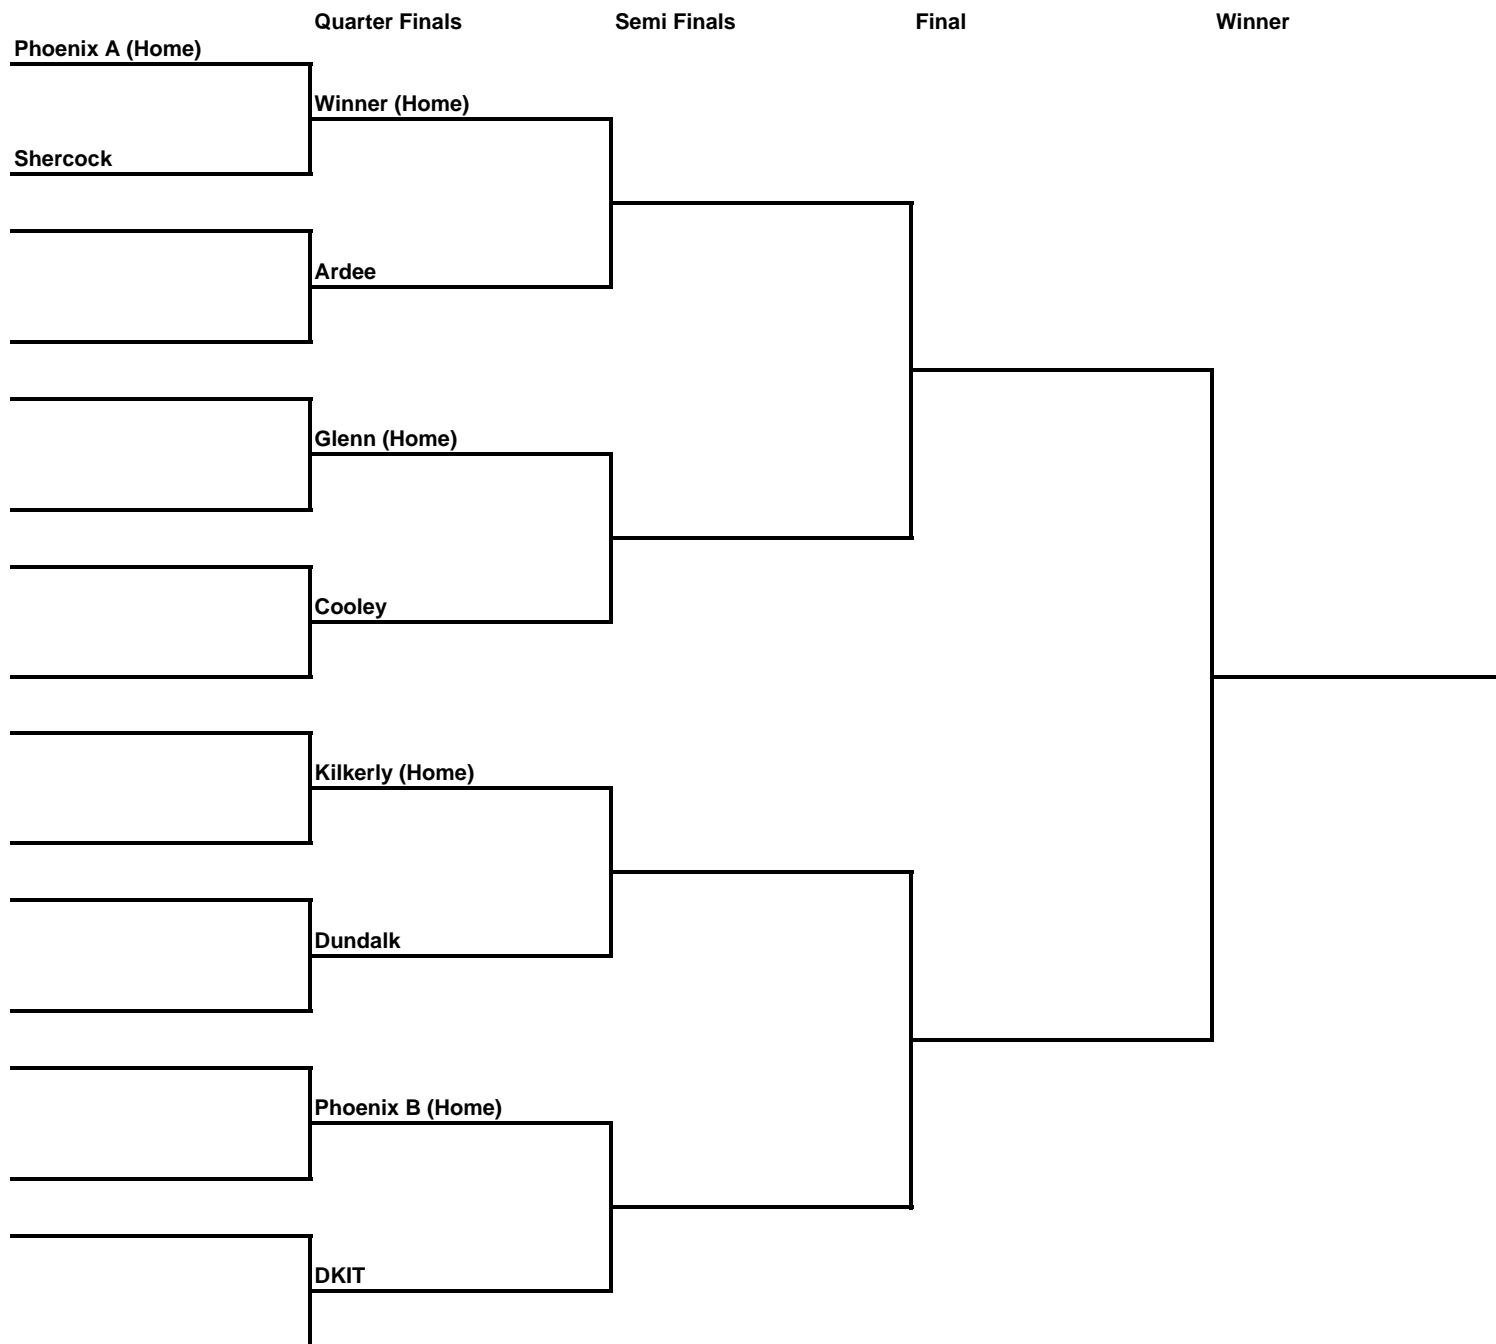 Quarter Finals
Semi Finals
Final
Winner
Phoenix A (Home)
Winner (Home)
Shercock
Ardee
Glenn (Home)
Cooley
Kilkerly (Home)
Dundalk
Phoenix B (Home)
DKIT